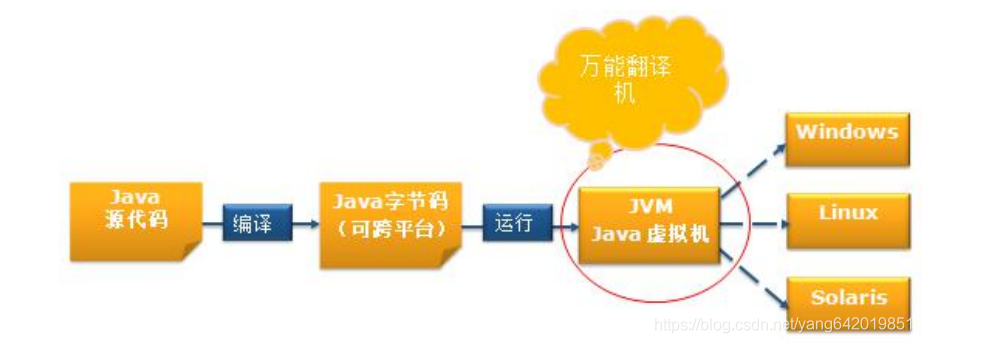 万能翻译
机
Windows
Java
源代码
编译
Java字节码
（可跨平台）
运行
JVM
Java 虚拟机
Linux
Solaris
https://blog.csdn.net/yang642019851